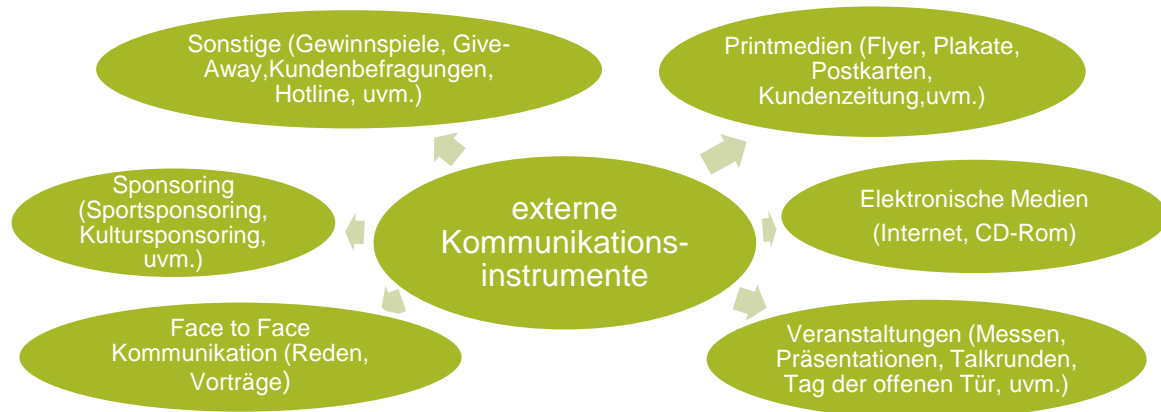 Sonstige (Gewinnspiele, Give-
Away,Kundenbefragungen,
Hotline, uvm.)
Printmedien (Flyer, Plakate,
Postkarten,
Kundenzeitung,uvm.)
Sponsoring
(Sportsponsoring,
Kultursponsoring,
uvm.)
externe
Kommunikations-
instrumente
Elektronische Medien
(Internet, CD-Rom)
Face to Face
Kommunikation (Reden,
Vorträge)
Veranstaltungen (Messen,
Präsentationen, Talkrunden,
Tag der offenen Tür, uvm.)